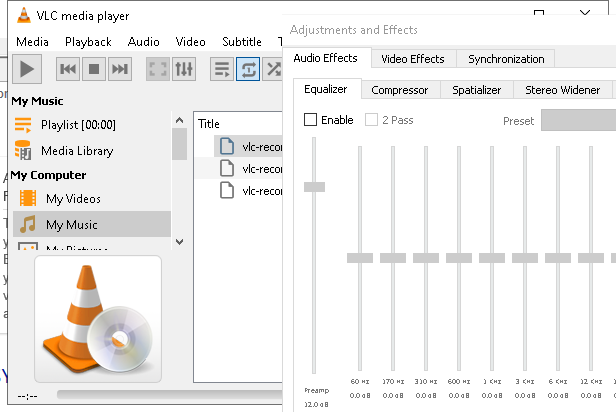 VLC media player
Media Playback Audio Video Subtitle T
My Music
Playlist [00:00]
Media Library
My Computer
My Videos
My Music
My Pictures
Title
vlc-recor
vlc-recor
vlc-recor
--:--
Adjustments and Effects
Audio Effects Video Effects Synchronization
Equalizer Compressor Spatializer Stereo Widener
Enable 2 Pass Preset
60 Hz 170 Hz 310 Hz 600 Hz 1 KHz 3 KHz 6 KHz 12 KHz
Preamp
0.0 dB 0.0 dB 0.0 dB 0.0 dB 0.0 dB 0.0 dB 0.0 dB 0.0 dB
12.0 dB